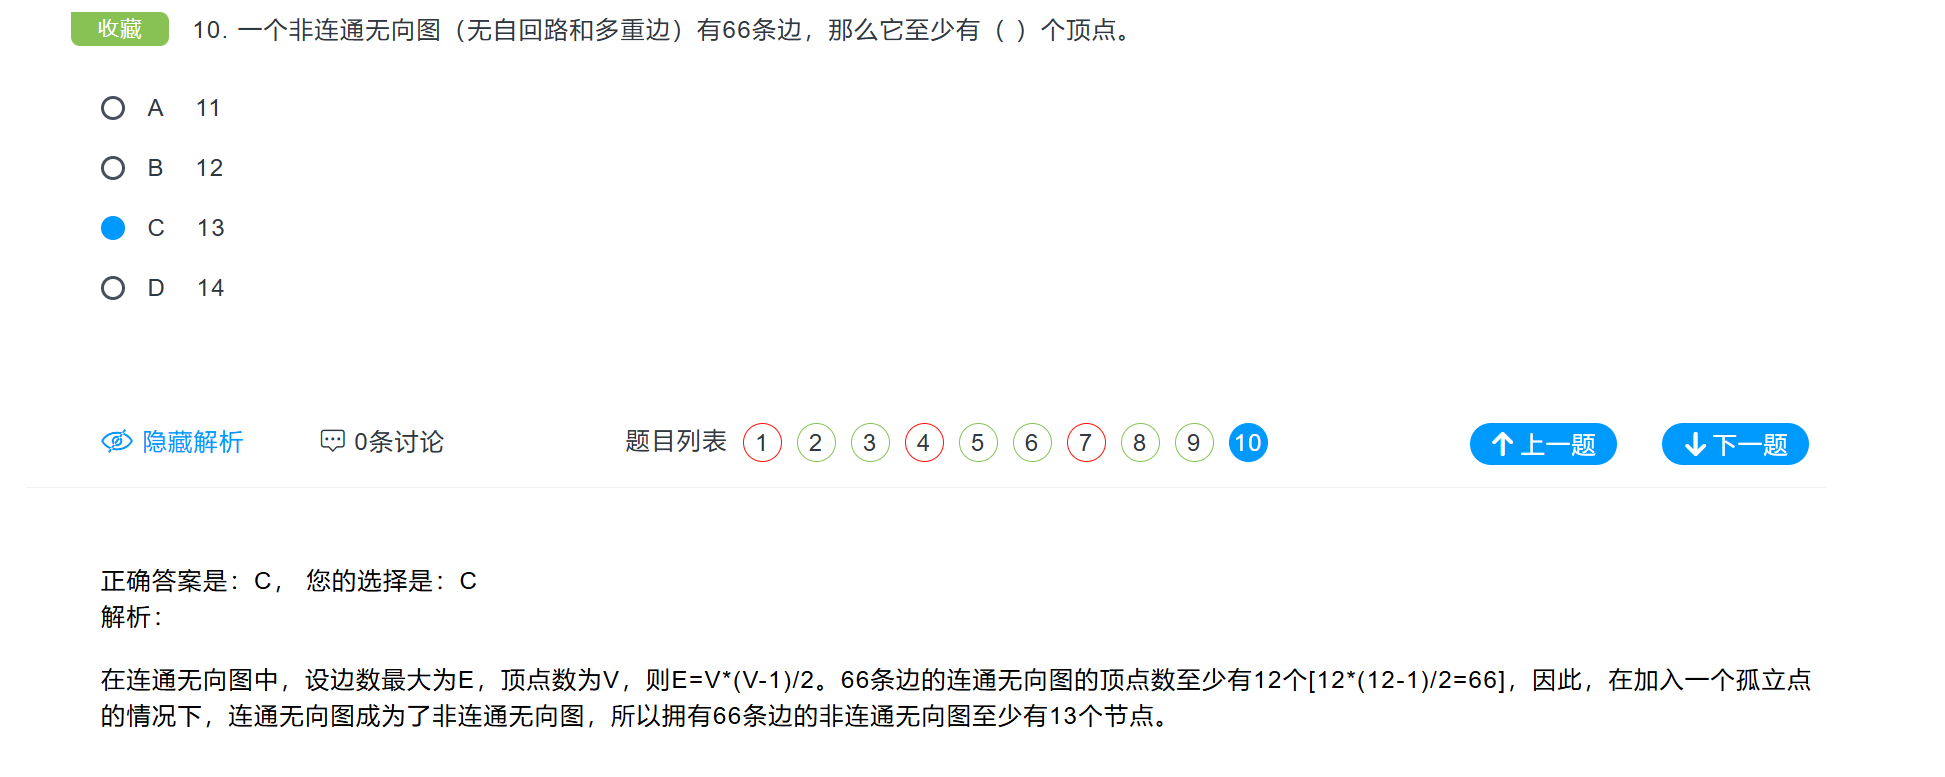 收藏 10. 一个非连通无向图（无自回路和多重边）有66条边，那么它至少有（ ）个顶点。
A 11
B 12
C 13
D 14
隐藏解析 0条讨论 题目列表 1 2 3 4 5 6 7 8 9 10 上一题 下一题
正确答案是：C， 您的选择是：C
解析：
在连通无向图中，设边数最大为E，顶点数为V，则E=V*(V-1)/2。66条边的连通无向图的顶点数至少有12个[12*(12-1)/2=66]，因此，在加入一个孤立点
的情况下，连通无向图成为了非连通无向图，所以拥有66条边的非连通无向图至少有13个节点。